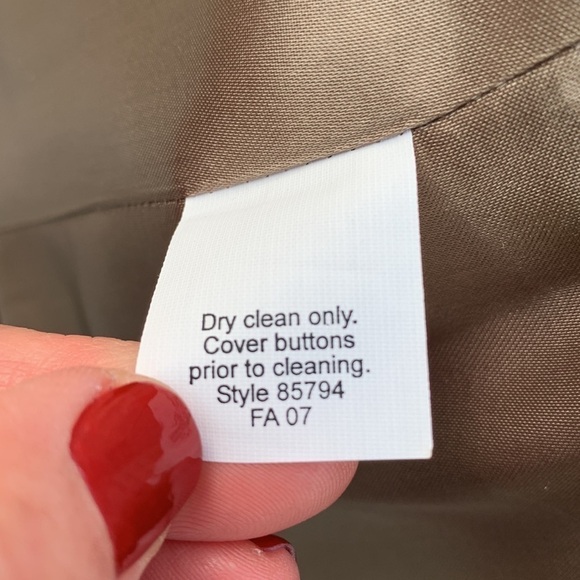 Dry clean only.
Cover buttons
prior to cleaning.
Style 85794
FA 07